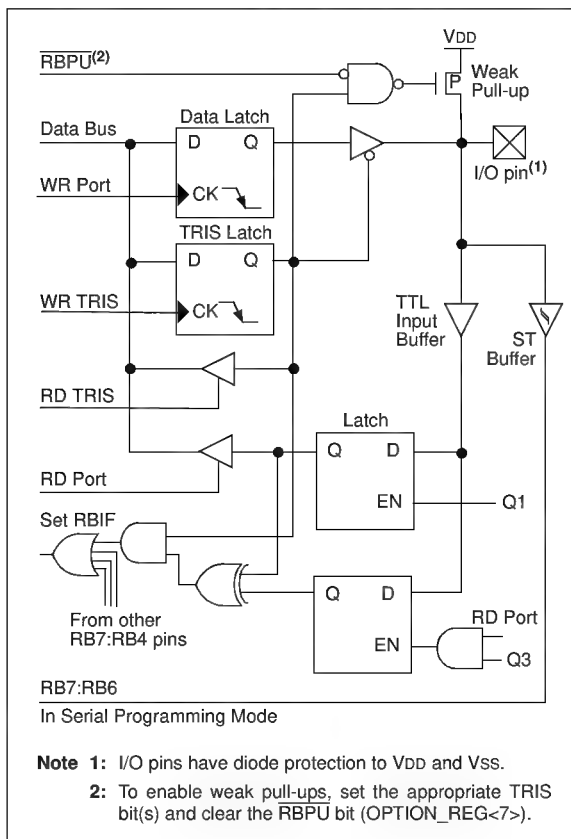 VDD
RBPU(2)
P
Weak
Pull-up
Data Bus
Data Latch
D Q
I/O pin(1)
WR Port
CK
TRIS Latch
D Q
WR TRIS
CK
TTL
Input
Buffer
ST
Buffer
RD TRIS
Latch
Q D
RD Port
EN
Q1
Set RBIF
Q D
From other
RB7:RB4 pins
RD Port
EN
Q3
RB7:RB6
In Serial Programming Mode
Note 1: I/O pins have diode protection to VDD and VSS.
2: To enable weak pull-ups, set the appropriate TRIS
bit(s) and clear the RBPU bit (OPTION_REG<7>).